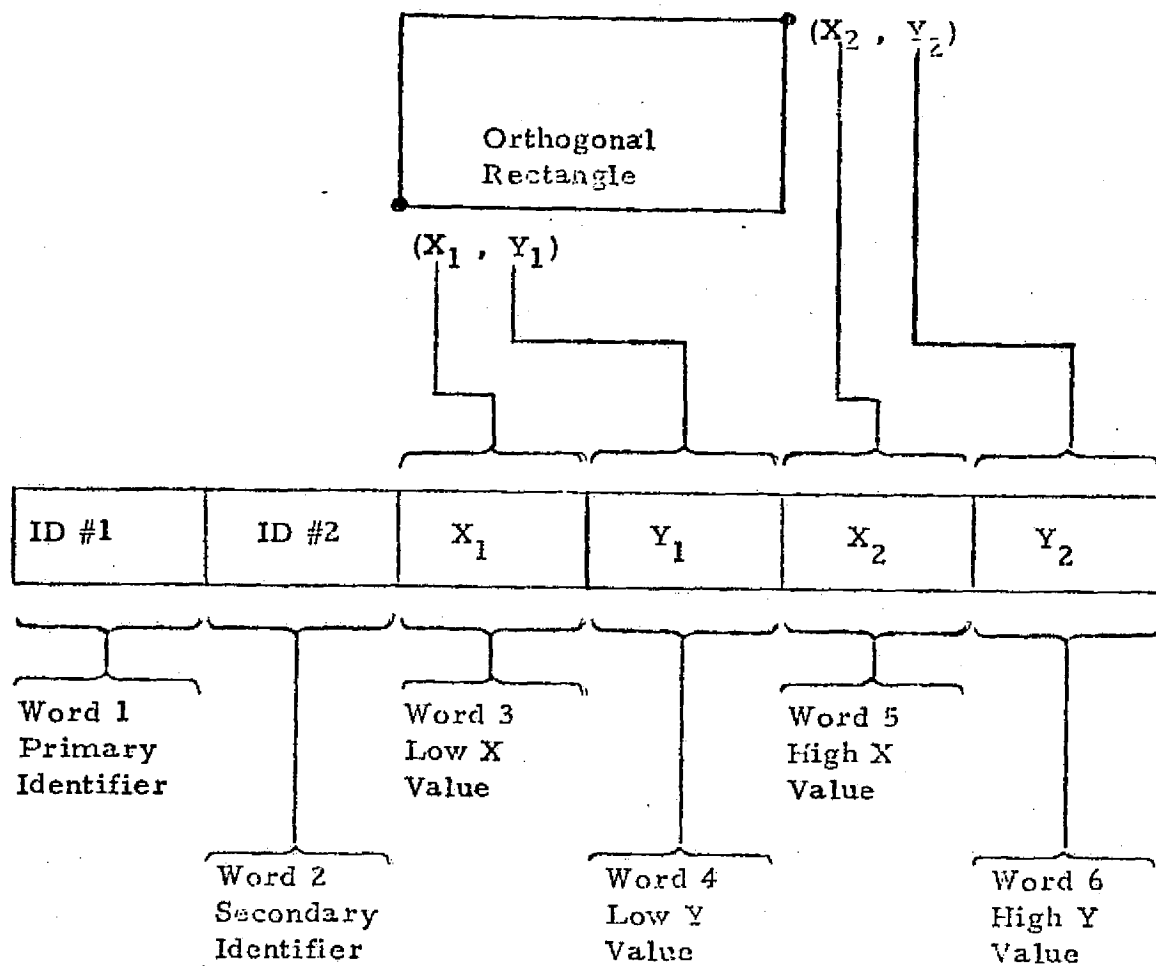 (X₂ , Y₂)
Orthogonal
Rectangle
(X₁ , Y₁)
ID #1 ID #2 X₁ Y₁ X₂ Y₂
Word 1
Primary
Identifier
Word 2
Secondary
Identifier
Word 3
Low X
Value
Word 4
Low Y
Value
Word 5
High X
Value
Word 6
High Y
Value